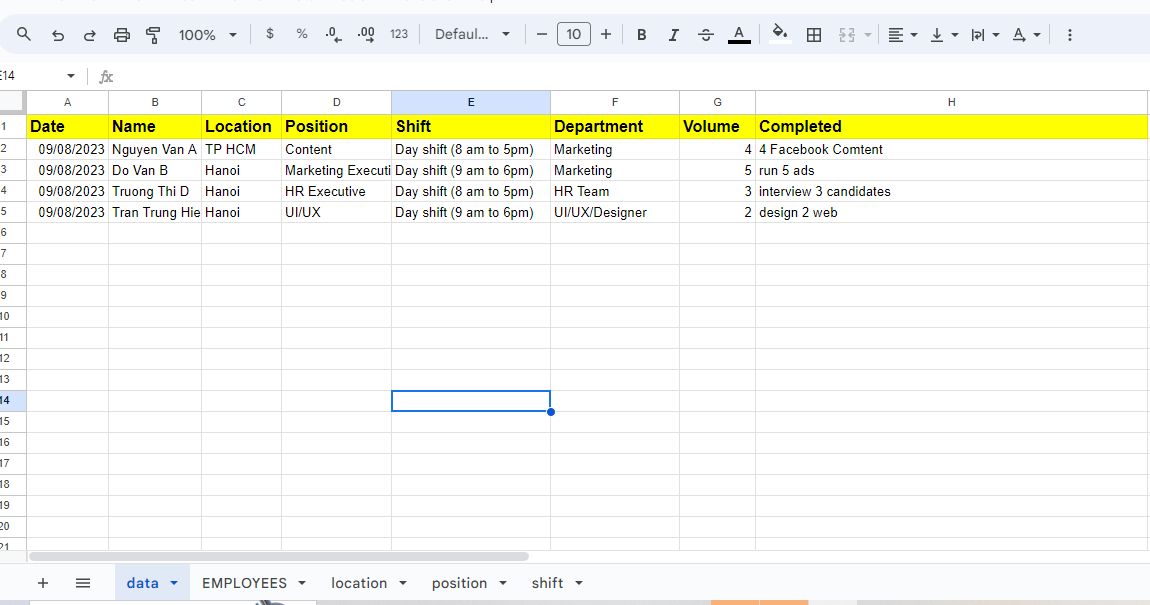 100% $ % .0 .00 123 Defaul... 10 B I A A
14 fx
A B C D E F G H
1 Date Name Location Position Shift Department Volume Completed
2 09/08/2023 Nguyen Van A TP HCM Content Day shift (8 am to 5pm) Marketing 4 4 Facebook Comtent
3 09/08/2023 Do Van B Hanoi Marketing Executi Day shift (9 am to 6pm) Marketing 5 run 5 ads
4 09/08/2023 Truong Thi D Hanoi HR Executive Day shift (8 am to 5pm) HR Team 3 interview 3 candidates
5 09/08/2023 Tran Trung Hie Hanoi UI/UX Day shift (9 am to 6pm) UI/UX/Designer 2 design 2 web
6
7
8
9
10
11
12
13
14
15
16
17
18
19
20
21
data EMPLOYEES location position shift